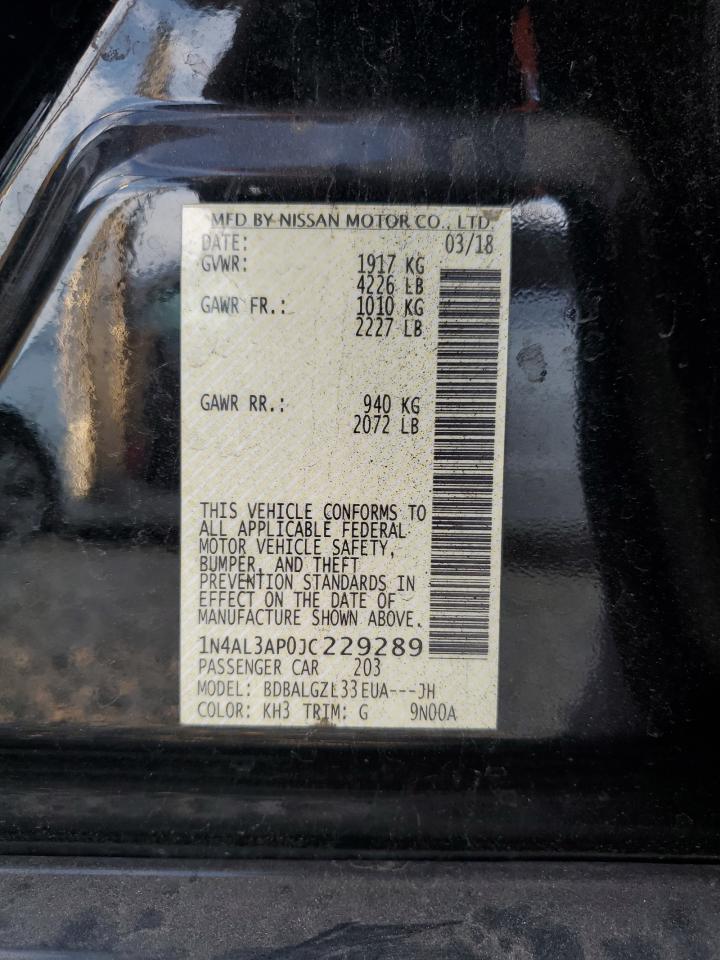 MFD BY NISSAN MOTOR CO., LTD.
DATE: 03/18
GVWR: 1917 KG
4226 LB
GAWR FR.: 1010 KG
2227 LB
GAWR RR.: 940 KG
2072 LB
THIS VEHICLE CONFORMS TO
ALL APPLICABLE FEDERAL
MOTOR VEHICLE SAFETY,
BUMPER, AND THEFT
PREVENTION STANDARDS IN
EFFECT ON THE DATE OF
MANUFACTURE SHOWN ABOVE.
1N4AL3AP0JC229289
PASSENGER CAR 203
MODEL: BDBALGZL33EUA---JH
COLOR: KH3 TRIM: G 9N00A